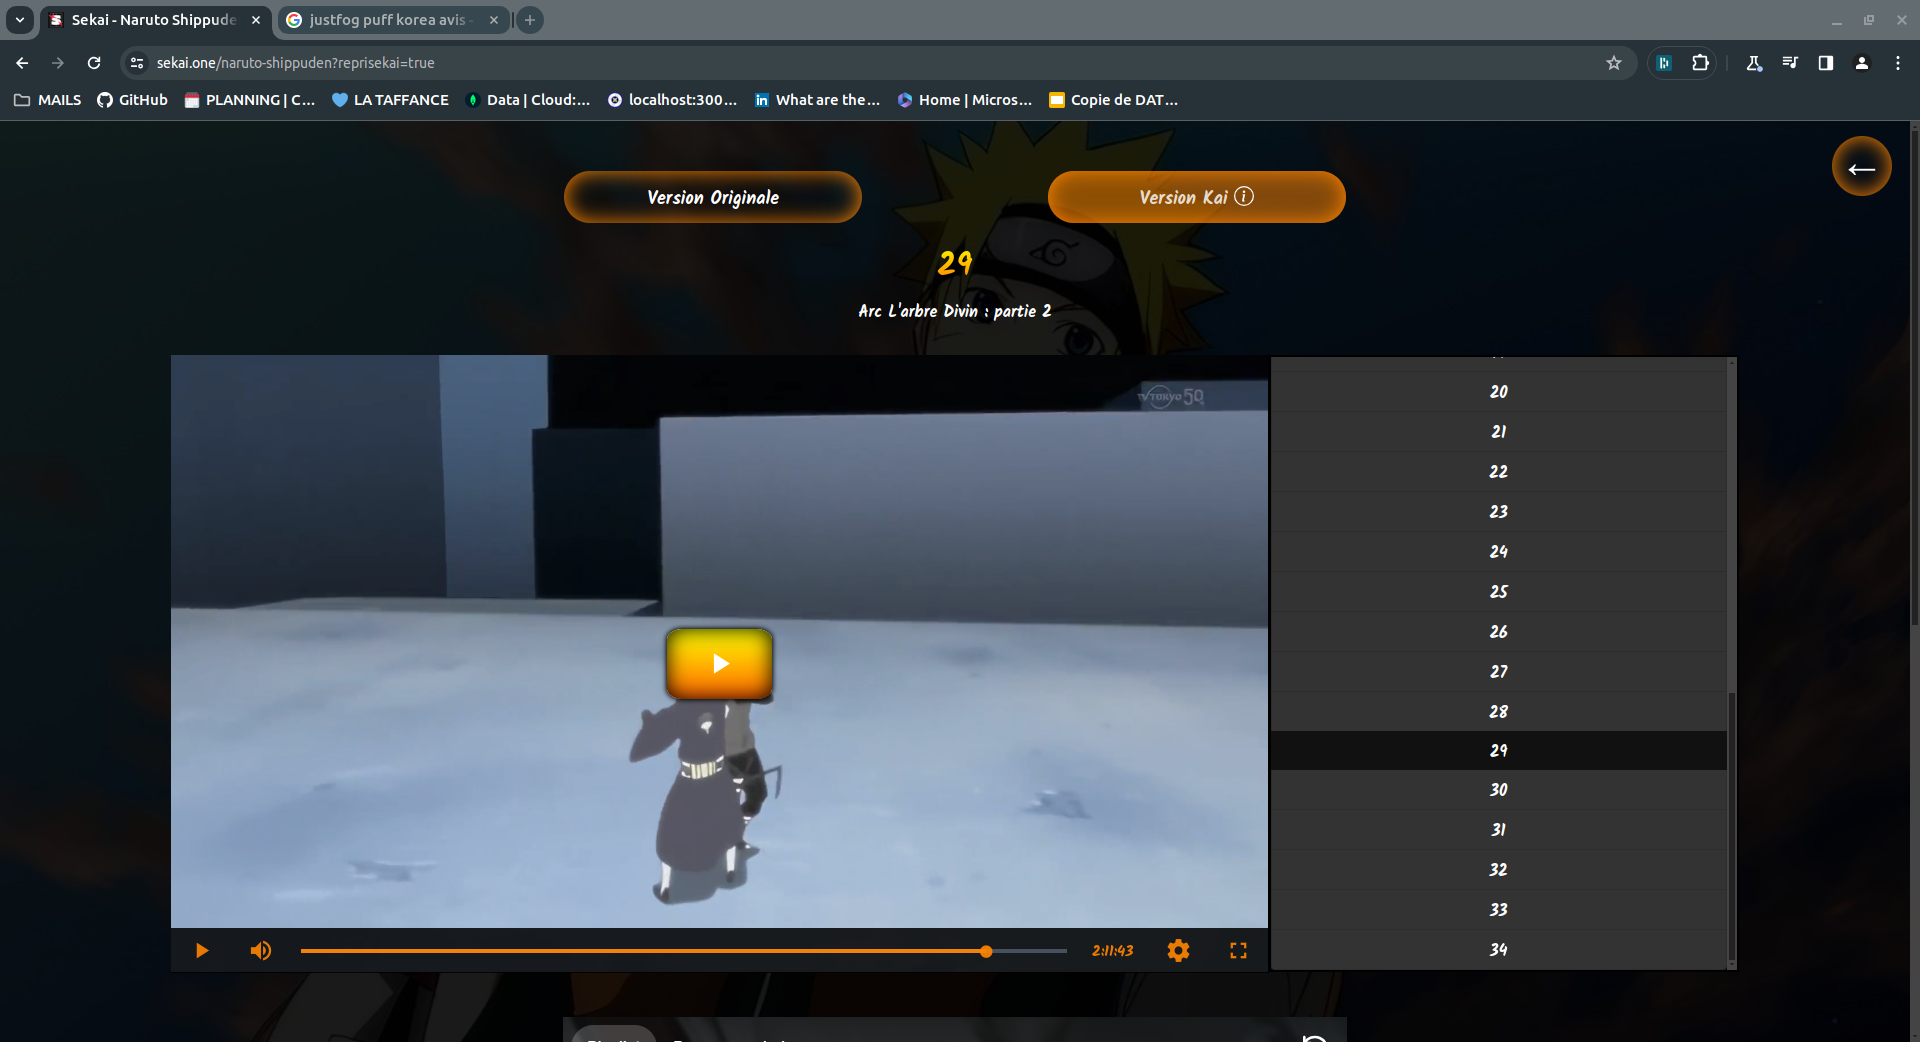 Sekai - Naruto Shippude
justfog puff korea avis -
sekai.one/naruto-shippuden?reprisekai=true
MAILS
GitHub
PLANNING | C...
LA TAFFANCE
Data | Cloud:...
localhost:300...
What are the...
Home | Micros...
Copie de DAT...
Version Originale
Version Kai
29
Arc L'arbre Divin : partie 2
TV TOKYO 50
20
21
22
23
24
25
26
27
28
29
30
31
32
33
34
2:11:43